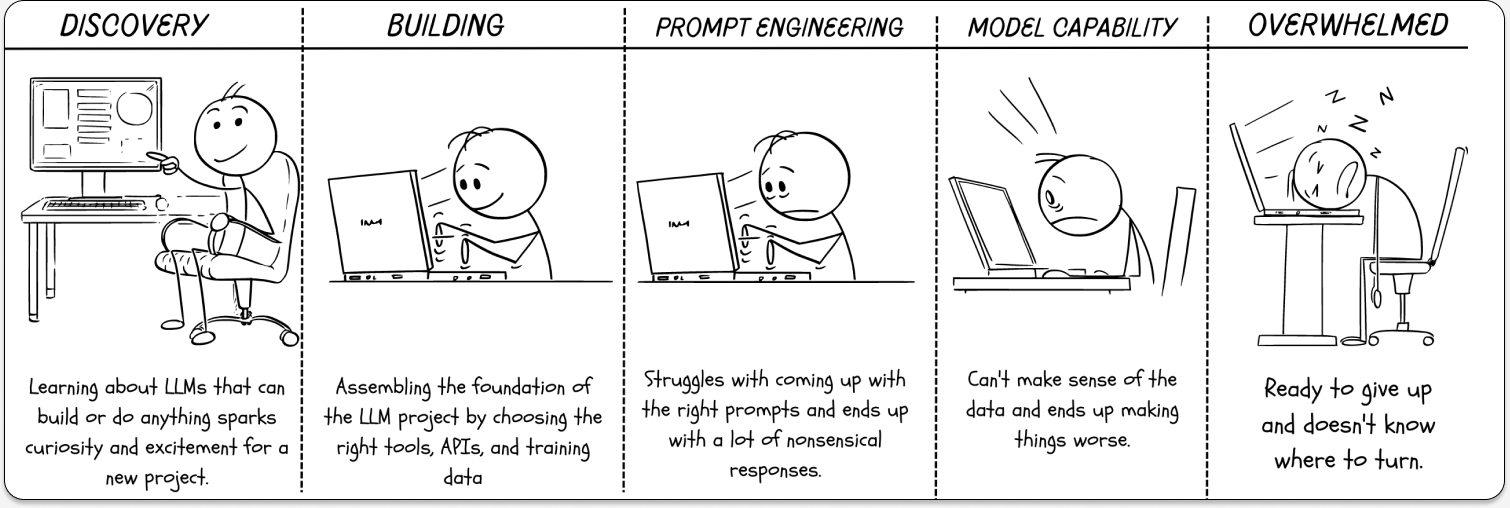 DISCOVERY
BUILDING
PROMPT ENGINEERING
MODEL CAPABILITY
OVERWHELMED
N
N
N
Z
N
z
Learning about LLMs that can
build or do anything sparks
curiosity and excitement for a
new project.
Assembling the foundation of
the LLM project by choosing the
right tools, APIs, and training
data
Struggles with coming up with
the right prompts and ends up
with a lot of nonsensical
responses.
Can't make sense of the
data and ends up making
things worse.
Ready to give up
and doesn't know
where to turn.